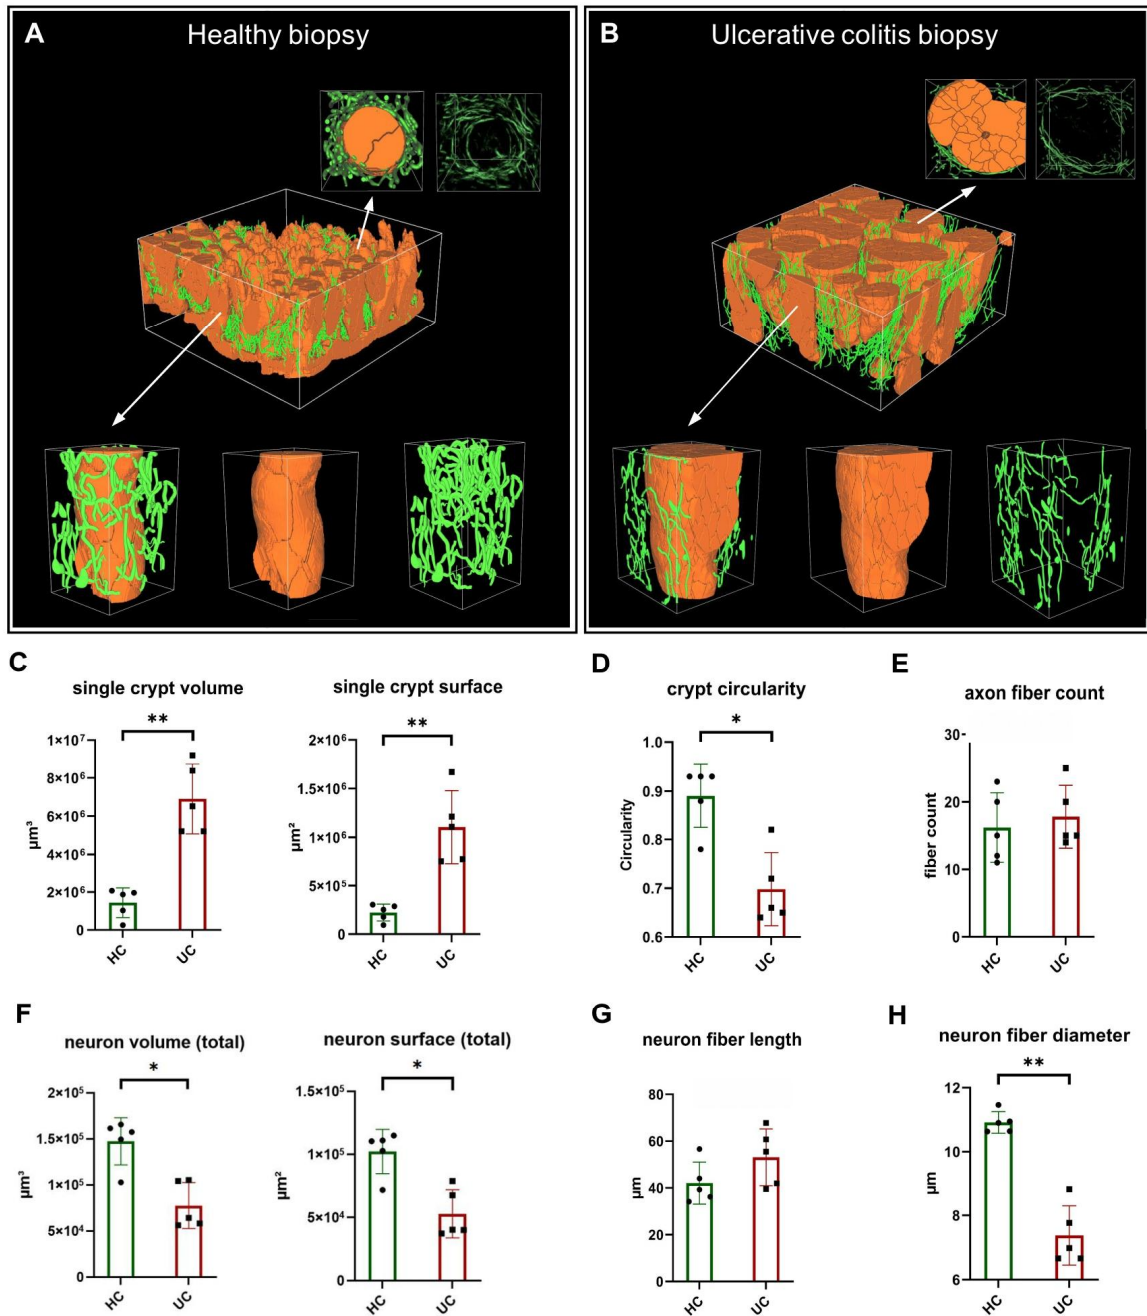 A Healthy biopsy
B Ulcerative colitis biopsy
C
single crypt volume
**
1×10⁷
8×10⁶
6×10⁶
4×10⁶
2×10⁶
0
µm³
HC
UC
single crypt surface
**
2×10⁶
1.5×10⁶
1×10⁶
5×10⁵
0
µm²
HC
UC
D
crypt circularity
*
1.0
0.9
0.8
0.7
0.6
Circularity
HC
UC
E
axon fiber count
30
20
10
0
fiber count
HC
UC
F
neuron volume (total)
*
2×10⁵
1.5×10⁵
1×10⁵
5×10⁴
0
µm³
HC
UC
neuron surface (total)
*
1.5×10⁵
1×10⁵
5×10⁴
0
µm²
HC
UC
G
neuron fiber length
80
60
40
20
0
µm
HC
UC
H
neuron fiber diameter
**
12
10
8
6
µm
HC
UC